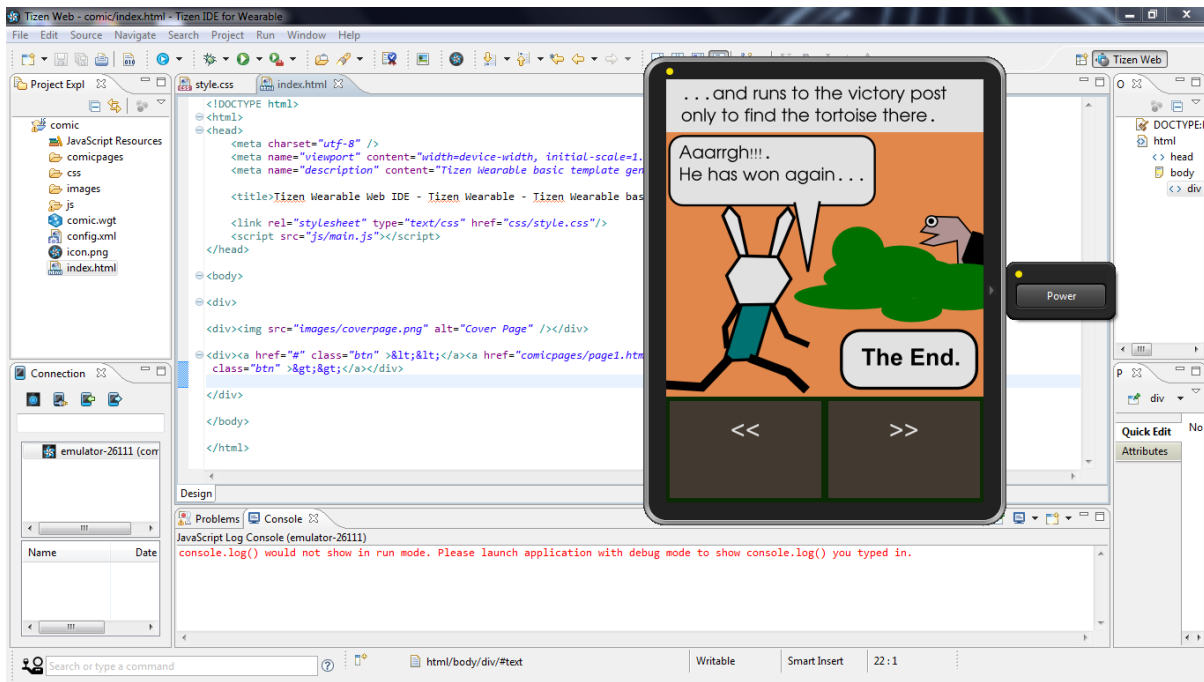 Tizen Web - comic/index.html - Tizen IDE for Wearable
File Edit Source Navigate Search Project Run Window Help
Tizen Web
Project Expl
style.css
index.html
O
comic
JavaScript Resources
comicpages
css
images
js
comic.wgt
config.xml
icon.png
index.html
<!DOCTYPE html>
<html>
<head>
<meta charset="utf-8" />
<meta name="viewport" content="width=device-width, initial-scale=1.
<meta name="description" content="Tizen Wearable basic template gen
<title>Tizen Wearable Web IDE - Tizen Wearable - Tizen Wearable bas
<link rel="stylesheet" type="text/css" href="css/style.css"/>
<script src="js/main.js"></script>
</head>
<body>
<div>
<div><img src="images/coverpage.png" alt="Cover Page" /></div>
<div><a href="#" class="btn" >&lt;&lt;</a><a href="comicpages/page1.htm
class="btn" >&gt;&gt;</a></div>
</div>
</body>
</html>
Design
...and runs to the victory post
only to find the tortoise there.
Aaarrgh!!!.
He has won again...
The End.
<<
>>
Power
DOCTYPE:
html
<> head
body
<> div
P
div
Quick Edit
No
Attributes
Connection
emulator-26111 (com
Name Date
Problems
Console
JavaScript Log Console (emulator-26111)
console.log() would not show in run mode. Please launch application with debug mode to show console.log() you typed in.
Search or type a command
html/body/div/#text
Writable
Smart Insert
22 : 1